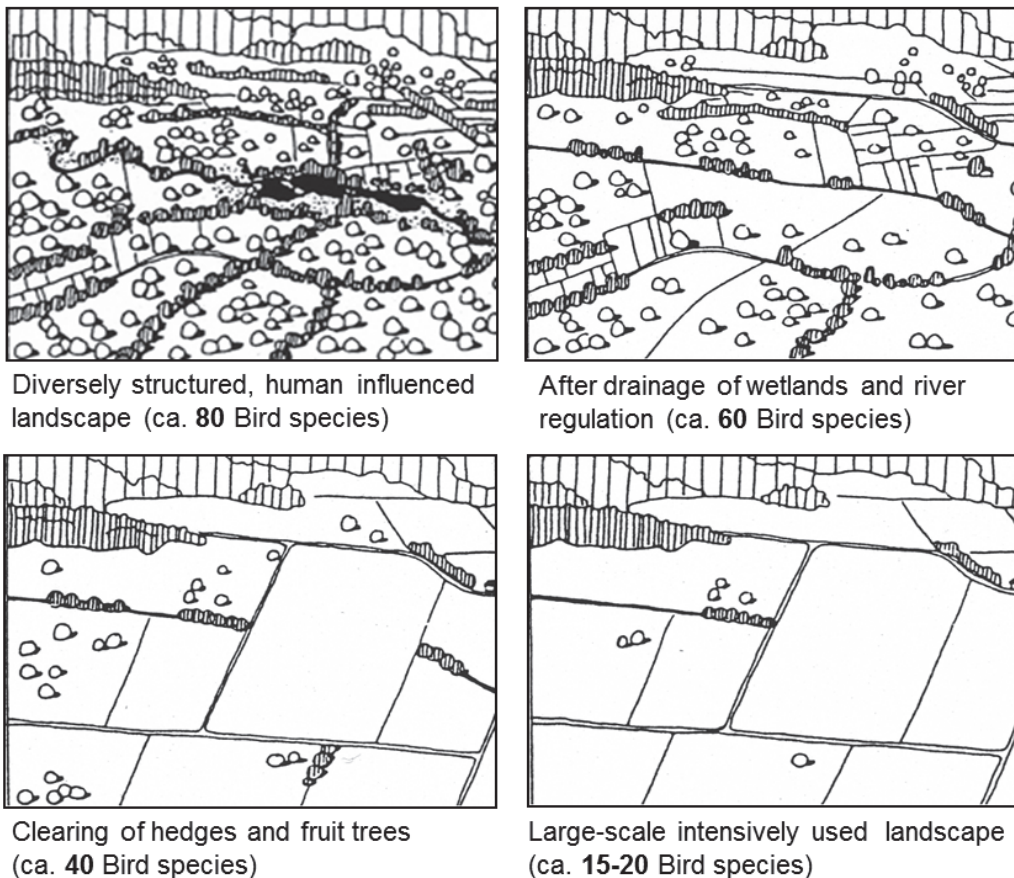 Diversely structured, human influenced
landscape (ca. 80 Bird species)
After drainage of wetlands and river
regulation (ca. 60 Bird species)
Clearing of hedges and fruit trees
(ca. 40 Bird species)
Large-scale intensively used landscape
(ca. 15-20 Bird species)